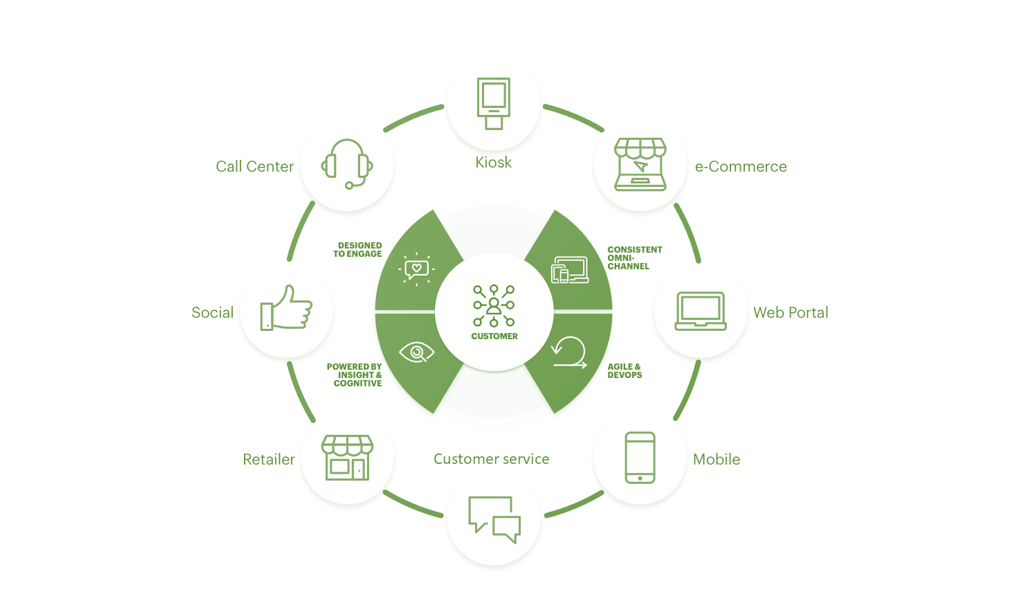 Kiosk
Call Center
e-Commerce
DESIGNED
TO ENGAGE
CONSISTENT
OMNI-
CHANNEL
Social
CUSTOMER
Web Portal
POWERED BY
INSIGHT &
COGNITIVE
AGILE &
DEVOPS
Retailer
Customer service
Mobile